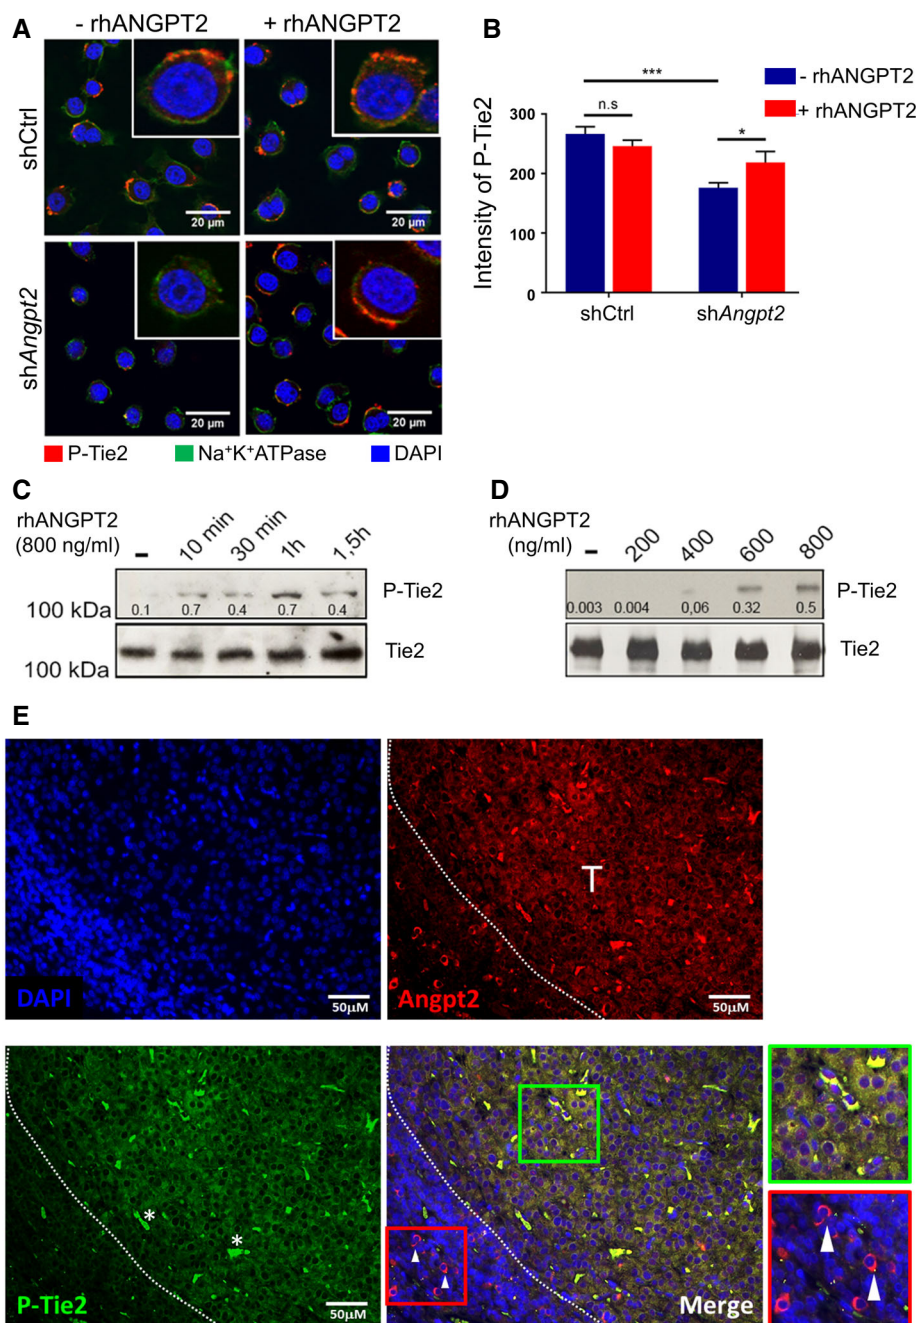 A
- rhANGPT2
+ rhANGPT2
shCtrl
20 µm
20 µm
shAngpt2
20 µm
20 µm
P-Tie2
Na⁺K⁺ATPase
DAPI
B
- rhANGPT2
+ rhANGPT2
***
n.s
*
Intensity of P-Tie2
300
200
100
0
shCtrl
shAngpt2
C
rhANGPT2
(800 ng/ml)
- 10 min 30 min 1h 1,5h
100 kDa
0.1 0.7 0.4 0.7 0.4
P-Tie2
100 kDa
Tie2
D
rhANGPT2
(ng/ml)
- 200 400 600 800
0.003 0.004 0,06 0.32 0.5
P-Tie2
Tie2
E
DAPI
50µM
T
Angpt2
50µM
*
*
P-Tie2
50µM
Merge